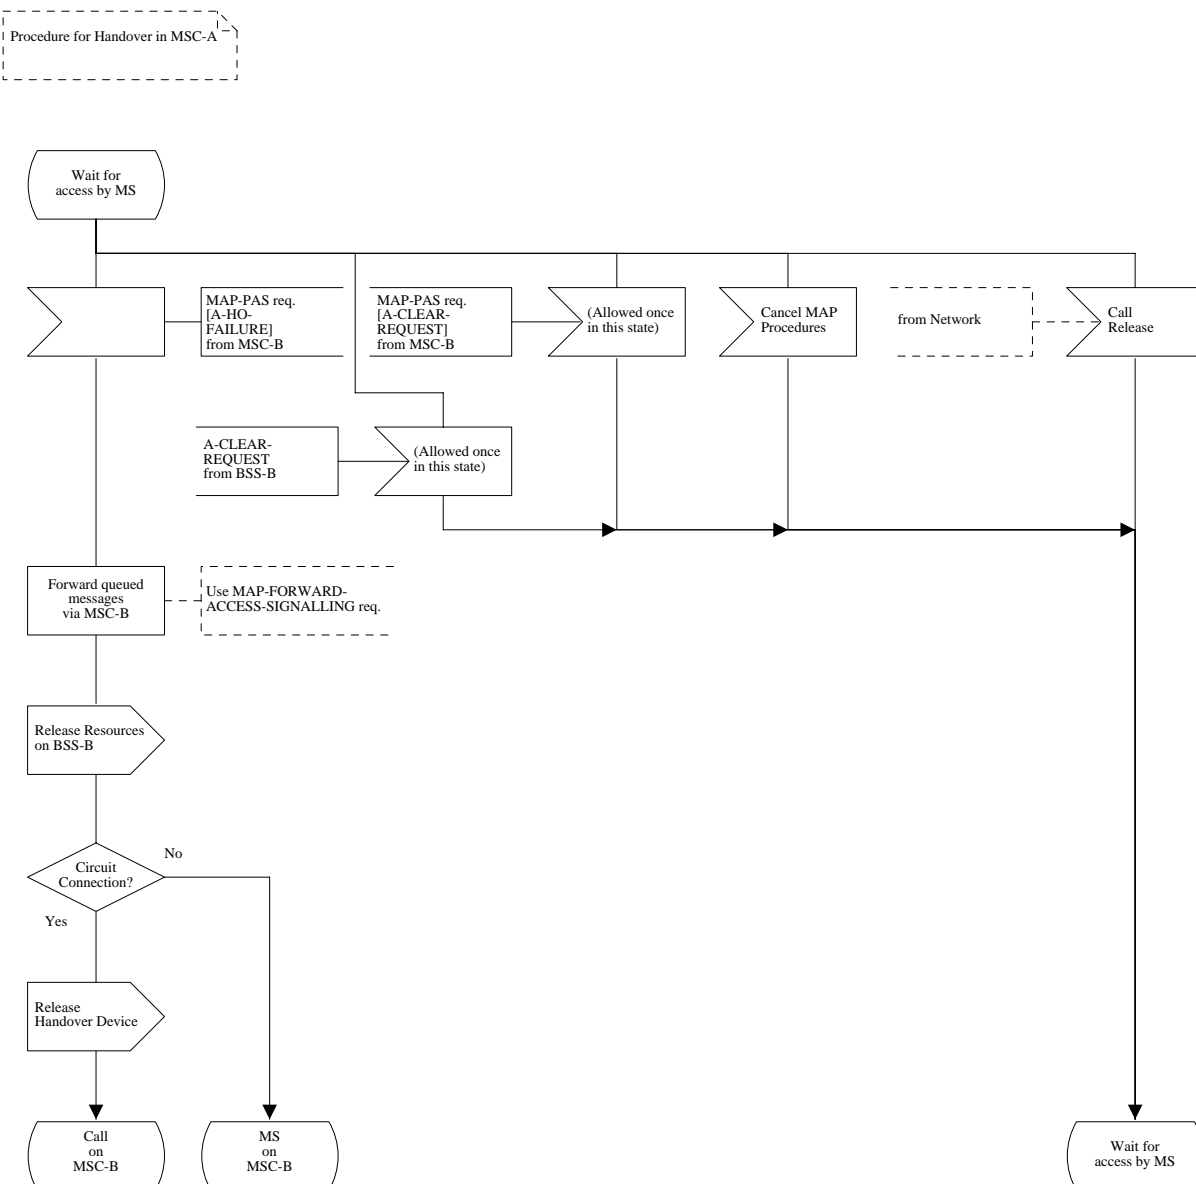 Procedure for Handover in MSC-A
Wait for
access by MS
MAP-PAS req.
[A-HO-
FAILURE]
from MSC-B
MAP-PAS req.
[A-CLEAR-
REQUEST]
from MSC-B
(Allowed once
in this state)
Cancel MAP
Procedures
from Network
Call
Release
A-CLEAR-
REQUEST
from BSS-B
(Allowed once
in this state)
Forward queued
messages
via MSC-B
Use MAP-FORWARD-
ACCESS-SIGNALLING req.
Release Resources
on BSS-B
Circuit
Connection?
No
Yes
Release
Handover Device
Call
on
MSC-B
MS
on
MSC-B
Wait for
access by MS